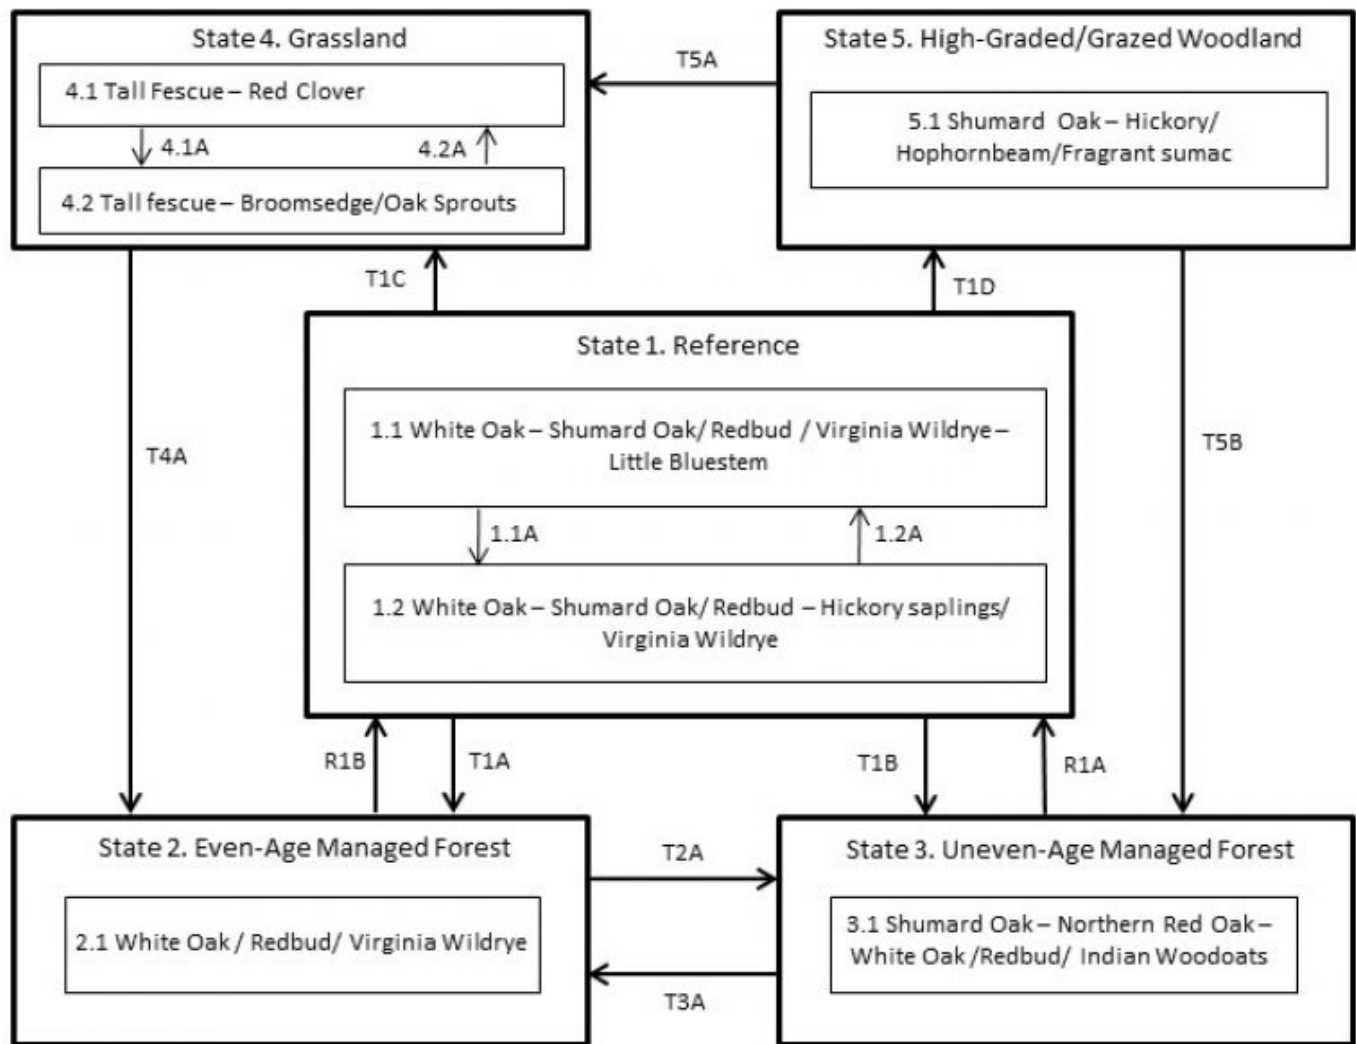 State 4. Grassland
4.1 Tall Fescue – Red Clover
4.1A
4.2A
4.2 Tall fescue – Broomsedge/Oak Sprouts
T5A
State 5. High-Graded/Grazed Woodland
5.1 Shumard Oak – Hickory/
Hophornbeam/Fragrant sumac
T1C
T1D
State 1. Reference
1.1 White Oak – Shumard Oak/ Redbud / Virginia Wildrye –
Little Bluestem
1.1A
1.2A
1.2 White Oak – Shumard Oak/ Redbud – Hickory saplings/
Virginia Wildrye
T4A
T5B
R1B
T1A
T1B
R1A
State 2. Even-Age Managed Forest
2.1 White Oak / Redbud/ Virginia Wildrye
T2A
T3A
State 3. Uneven-Age Managed Forest
3.1 Shumard Oak – Northern Red Oak –
White Oak /Redbud/ Indian Woodoats